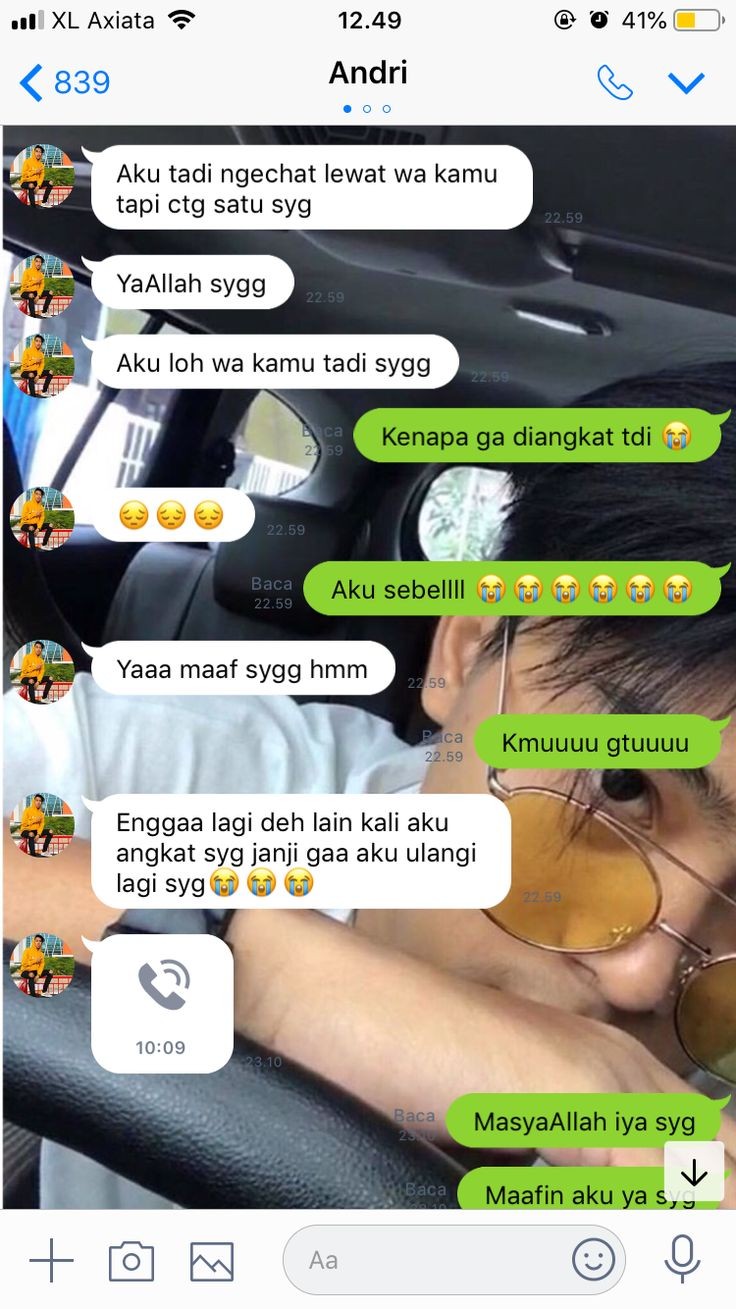 XL Axiata
12.49
41%
839
Andri
Aku tadi ngechat lewat wa kamu
tapi ctg satu syg
22.59
YaAllah sygg
22.59
Aku loh wa kamu tadi sygg
22.59
Baca
22.59
Kenapa ga diangkat tdi 😭
😔😔😔
22.59
Baca
22.59
Aku sebellll 😭😭😭😭😭😭
Yaaa maaf sygg hmm
22.59
Baca
22.59
Kmuuuu gtuuuu
Enggaa lagi deh lain kali aku
angkat syg janji gaa aku ulangi
lagi syg😭😭😭
22.59
10:09
23.10
Baca
MasyaAllah iya syg
Baca
Maafin aku ya syg
Aa